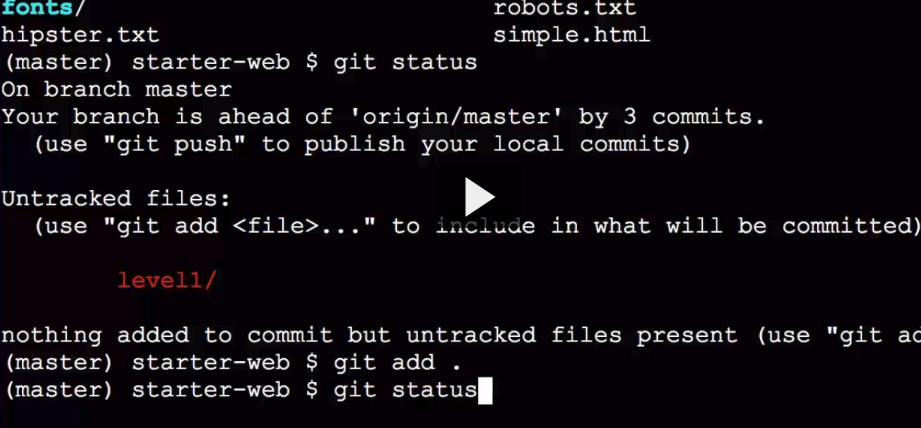 fonts/ robots.txt
hipster.txt simple.html
(master) starter-web $ git status
On branch master
Your branch is ahead of 'origin/master' by 3 commits.
(use "git push" to publish your local commits)
Untracked files:
(use "git add <file>..." to include in what will be committed)
level1/
nothing added to commit but untracked files present (use "git ad
(master) starter-web $ git add .
(master) starter-web $ git status